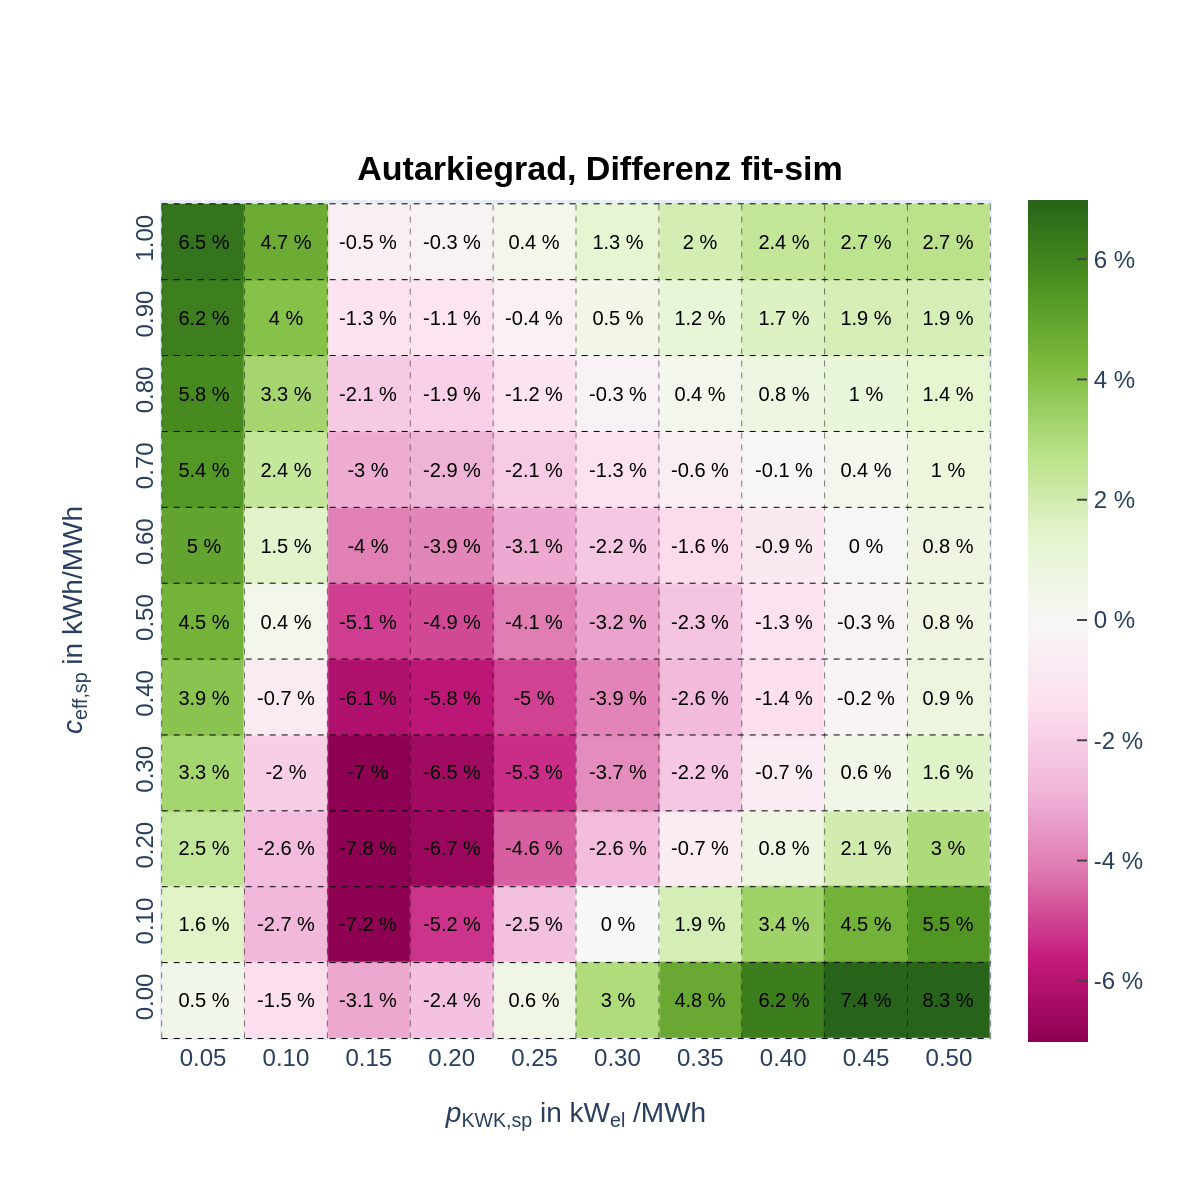 Autarkiegrad, Differenz fit-sim
1.00 6.5 % 4.7 % -0.5 % -0.3 % 0.4 % 1.3 % 2 % 2.4 % 2.7 % 2.7 %
0.90 6.2 % 4 % -1.3 % -1.1 % -0.4 % 0.5 % 1.2 % 1.7 % 1.9 % 1.9 %
0.80 5.8 % 3.3 % -2.1 % -1.9 % -1.2 % -0.3 % 0.4 % 0.8 % 1 % 1.4 %
0.70 5.4 % 2.4 % -3 % -2.9 % -2.1 % -1.3 % -0.6 % -0.1 % 0.4 % 1 %
0.60 5 % 1.5 % -4 % -3.9 % -3.1 % -2.2 % -1.6 % -0.9 % 0 % 0.8 %
0.50 4.5 % 0.4 % -5.1 % -4.9 % -4.1 % -3.2 % -2.3 % -1.3 % -0.3 % 0.8 %
0.40 3.9 % -0.7 % -6.1 % -5.8 % -5 % -3.9 % -2.6 % -1.4 % -0.2 % 0.9 %
0.30 3.3 % -2 % -7 % -6.5 % -5.3 % -3.7 % -2.2 % -0.7 % 0.6 % 1.6 %
0.20 2.5 % -2.6 % -7.8 % -6.7 % -4.6 % -2.6 % -0.7 % 0.8 % 2.1 % 3 %
0.10 1.6 % -2.7 % -7.2 % -5.2 % -2.5 % 0 % 1.9 % 3.4 % 4.5 % 5.5 %
0.00 0.5 % -1.5 % -3.1 % -2.4 % 0.6 % 3 % 4.8 % 6.2 % 7.4 % 8.3 %
0.05 0.10 0.15 0.20 0.25 0.30 0.35 0.40 0.45 0.50
p KWK,sp in kW el /MWh
c eff,sp in kWh/MWh
6 %
4 %
2 %
0 %
-2 %
-4 %
-6 %